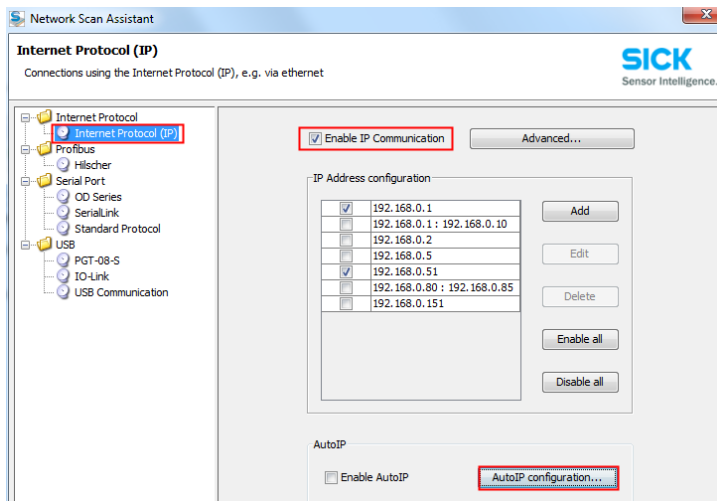 Network Scan Assistant
Internet Protocol (IP)
Connections using the Internet Protocol (IP), e.g. via ethernet
SICK
Sensor Intelligence.
Internet Protocol
Internet Protocol (IP)
Profibus
Hilscher
Serial Port
OD Series
SerialLink
Standard Protocol
USB
PGT-08-S
IO-Link
USB Communication
Enable IP Communication
Advanced...
IP Address configuration
192.168.0.1
192.168.0.1 : 192.168.0.10
192.168.0.2
192.168.0.5
192.168.0.51
192.168.0.80 : 192.168.0.85
192.168.0.151
Add
Edit
Delete
Enable all
Disable all
AutoIP
Enable AutoIP
AutoIP configuration...